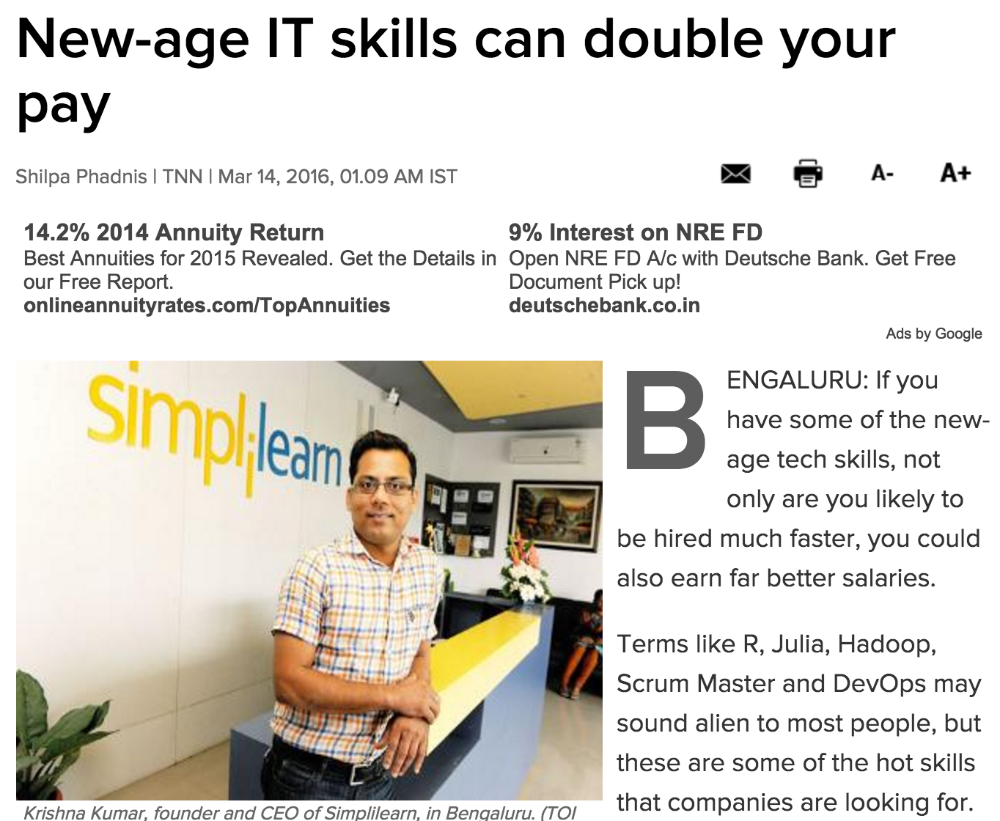 New-age IT skills can double your
pay
Shilpa Phadnis | TNN | Mar 14, 2016, 01.09 AM IST
A-
A+
14.2% 2014 Annuity Return
Best Annuities for 2015 Revealed. Get the Details in
our Free Report.
onlineannuityrates.com/TopAnnuities
9% Interest on NRE FD
Open NRE FD A/c with Deutsche Bank. Get Free
Document Pick up!
deutschebank.co.in
Ads by Google
simplilearn
BENGALURU: If you
have some of the new-
age tech skills, not
only are you likely to
be hired much faster, you could
also earn far better salaries.
Terms like R, Julia, Hadoop,
Scrum Master and DevOps may
sound alien to most people, but
these are some of the hot skills
that companies are looking for.
Krishna Kumar, founder and CEO of Simplilearn, in Bengaluru. (TOI